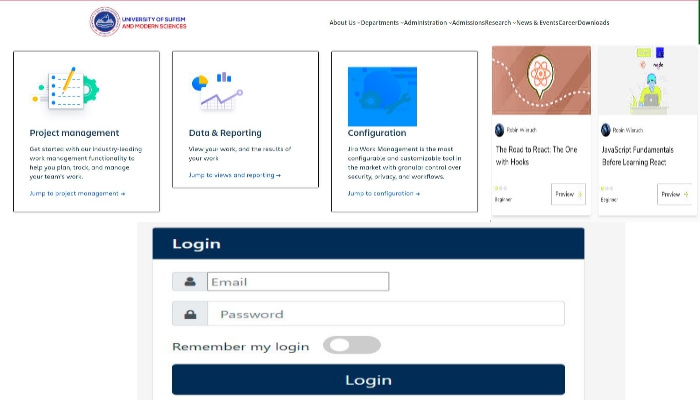 UNIVERSITY OF SUFISM
AND MODERN SCIENCES
About Us Departments Administration Admissions Research News & Events Career Downloads
Project management
Get started with our industry-leading
work management functionality to
help you plan, track, and manage
your team's work.
Jump to project management →
Data & Reporting
View your work, and the results of
your work
Jump to views and reporting →
Configuration
Jira Work Management is the most
configurable and customizable tool in
the market with granular control over
security, privacy, and workflows.
Jump to configuration →
Robin Wieruch
The Road to React: The One
with Hooks
Beginner
Preview
Robin Wieruch
JavaScript Fundamentals
Before Learning React
Beginner
Preview
Login
Email
Password
Remember my login
Login